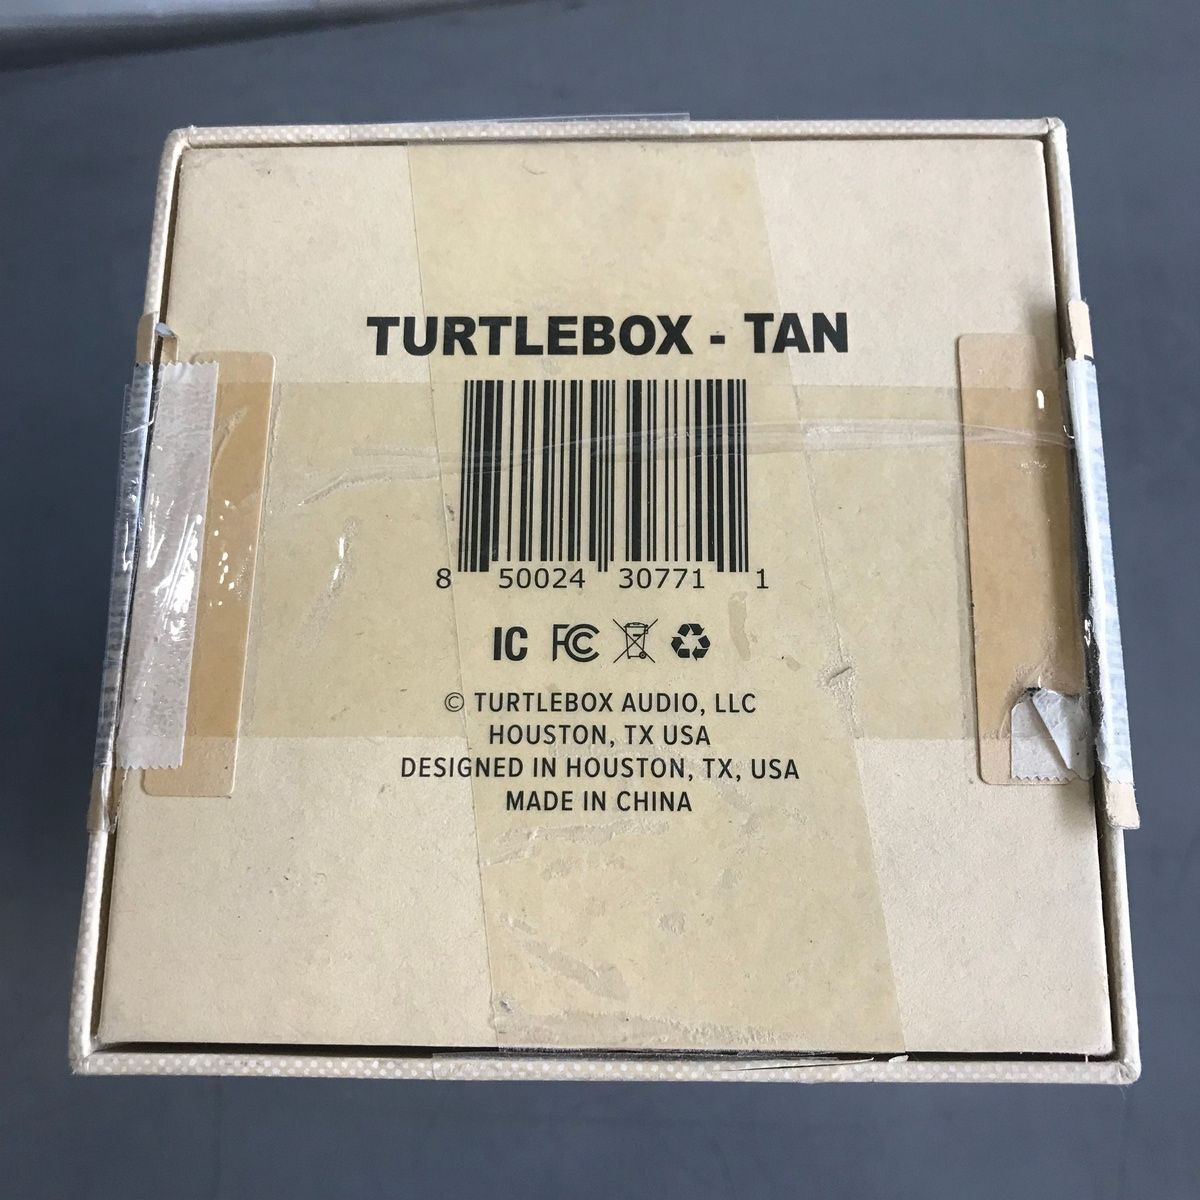 TURTLEBOX - TAN
8 50024 30771 1
IC FC
© TURTLEBOX AUDIO, LLC
HOUSTON, TX USA
DESIGNED IN HOUSTON, TX, USA
MADE IN CHINA